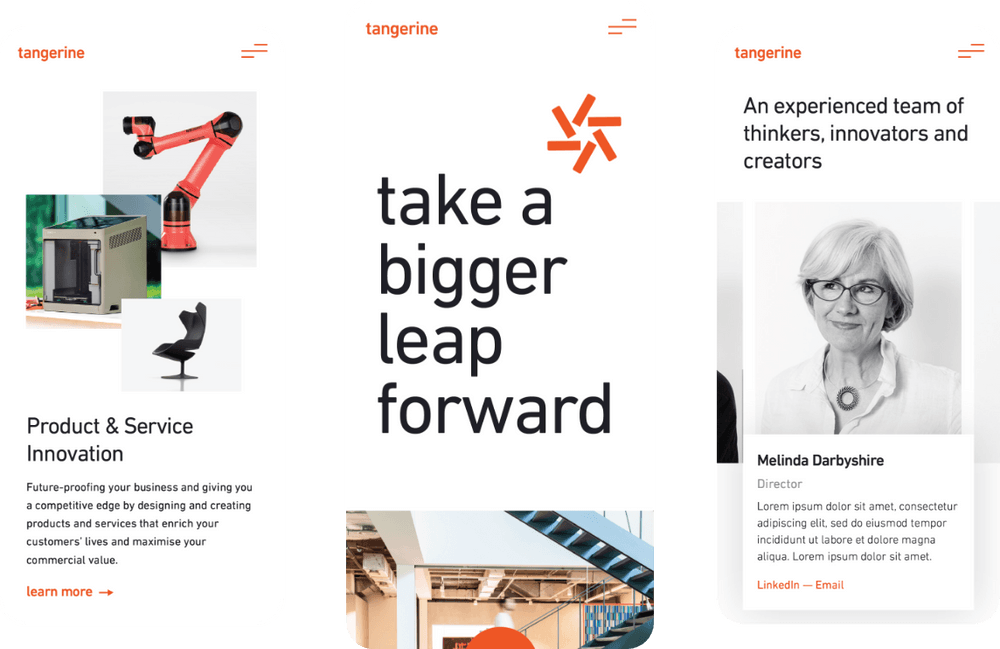 tangerine
Product & Service
Innovation
Future-proofing your business and giving you
a competitive edge by designing and creating
products and services that enrich your
customers' lives and maximise your
commercial value.
learn more →
tangerine
take a
bigger
leap
forward
tangerine
An experienced team of
thinkers, innovators and
creators
Melinda Darbyshire
Director
Lorem ipsum dolor sit amet, consectetur
adipiscing elit, sed do eiusmod tempor
incididunt ut labore et dolore magna
aliqua. Lorem ipsum dolor sit amet.
LinkedIn — Email